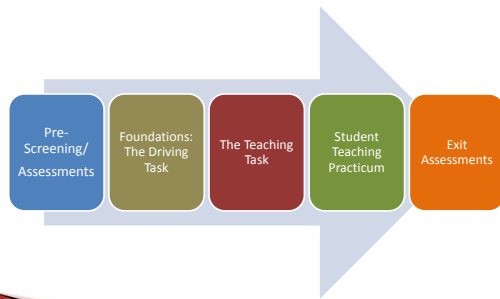 Pre-
Screening/
Assessments
Foundations:
The Driving
Task
The Teaching
Task
Student
Teaching
Practicum
Exit
Assessments